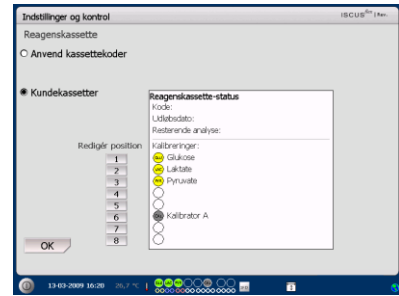 Indstillinger og kontrol
ISCUS
Reagenskassette
Anvend kassettekoder
Kundekassetter
Reagenskassette-status
Kode:
Udløbsdato:
Resterende analyse:
Redigér position
Kalibreringer:
1 Glukose
2 Laktate
3 Pyruvate
4
5
6 Kalibrator A
7
8
OK
13-03-2009 16:20